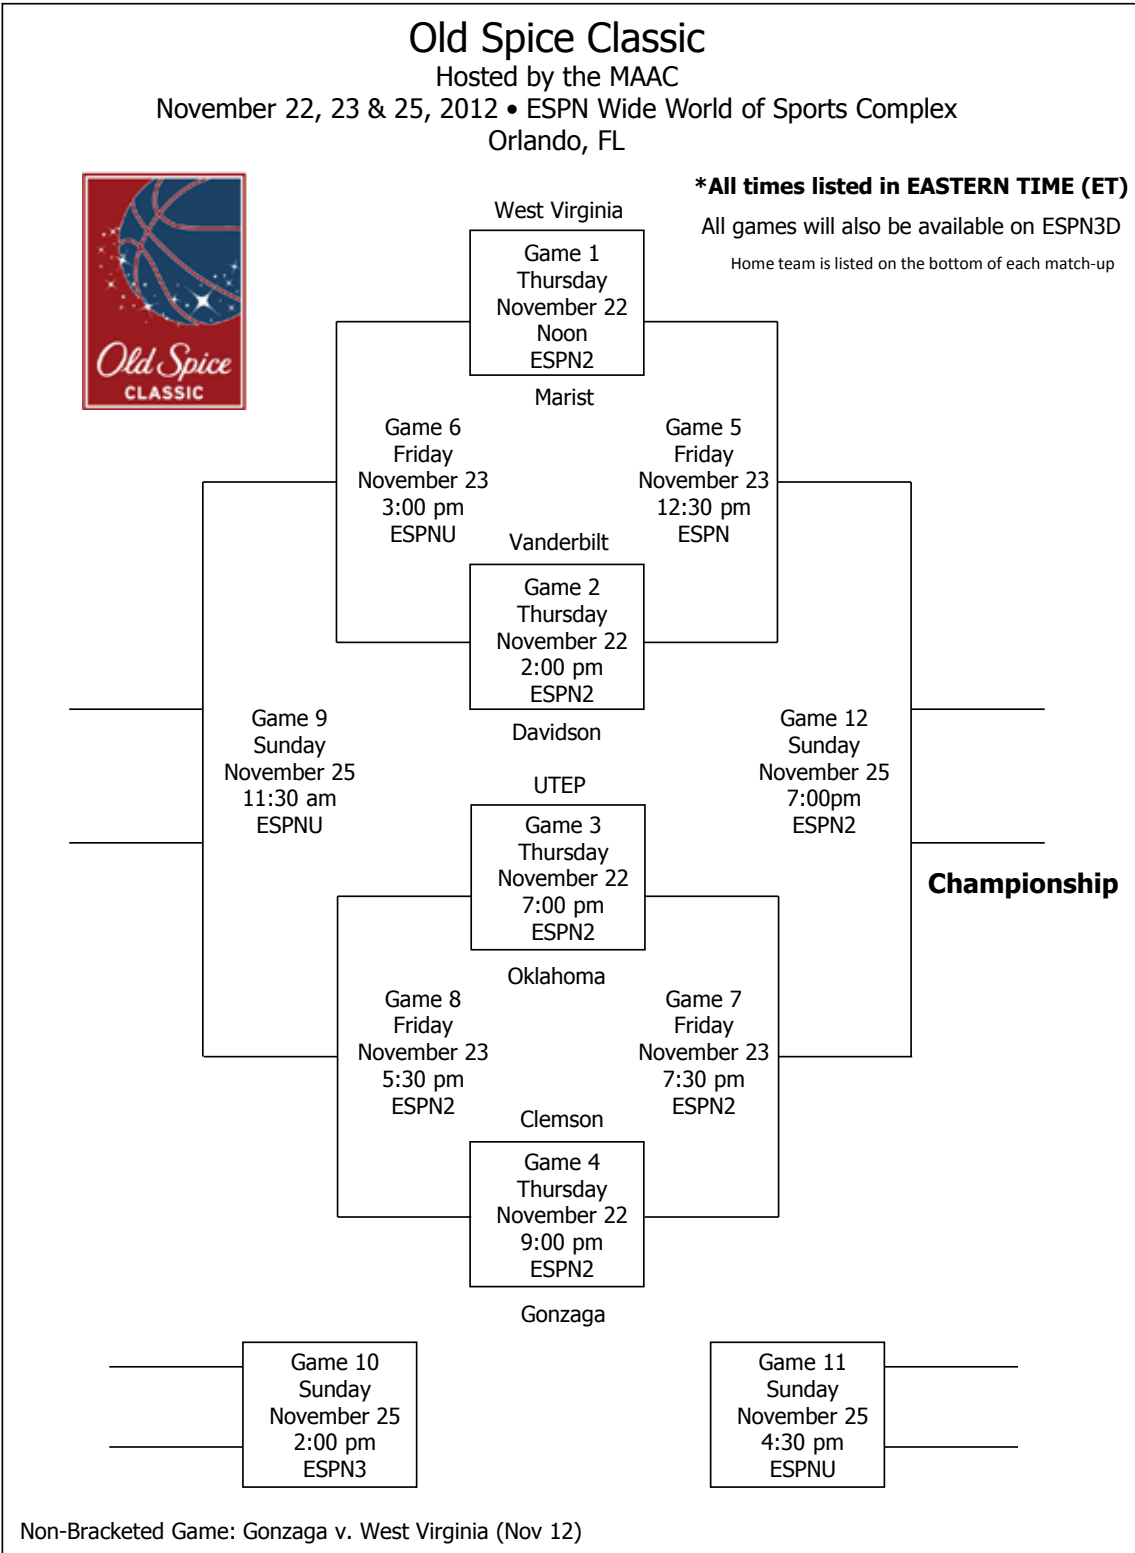 Old Spice Classic
Hosted by the MAAC
November 22, 23 & 25, 2012 • ESPN Wide World of Sports Complex
Orlando, FL
Old Spice
CLASSIC
*All times listed in EASTERN TIME (ET)
All games will also be available on ESPN3D
Home team is listed on the bottom of each match-up
West Virginia
Game 1
Thursday
November 22
Noon
ESPN2
Marist
Game 6
Friday
November 23
3:00 pm
ESPNU
Game 5
Friday
November 23
12:30 pm
ESPN
Vanderbilt
Game 2
Thursday
November 22
2:00 pm
ESPN2
Davidson
Game 9
Sunday
November 25
11:30 am
ESPNU
Game 12
Sunday
November 25
7:00pm
ESPN2
Championship
UTEP
Game 3
Thursday
November 22
7:00 pm
ESPN2
Oklahoma
Game 8
Friday
November 23
5:30 pm
ESPN2
Game 7
Friday
November 23
7:30 pm
ESPN2
Clemson
Game 4
Thursday
November 22
9:00 pm
ESPN2
Gonzaga
Game 10
Sunday
November 25
2:00 pm
ESPN3
Game 11
Sunday
November 25
4:30 pm
ESPNU
Non-Bracketed Game: Gonzaga v. West Virginia (Nov 12)